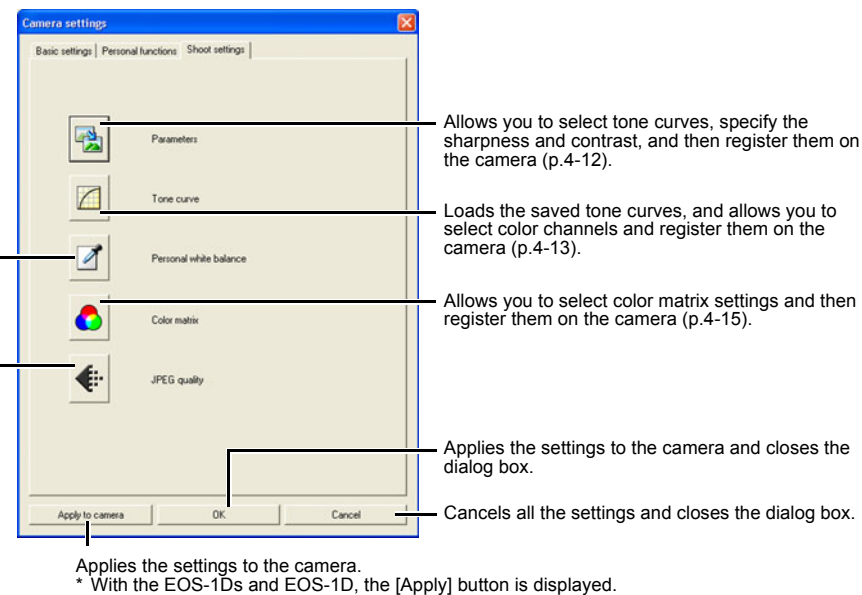 Camera settings
Basic settings Personal functions Shoot settings
Parameters
Allows you to select tone curves, specify the
sharpness and contrast, and then register them on
the camera (p.4-12).
Tone curve
Loads the saved tone curves, and allows you to
select color channels and register them on the
camera (p.4-13).
Personal white balance
Color matrix
Allows you to select color matrix settings and then
register them on the camera (p.4-15).
JPEG quality
Applies the settings to the camera and closes the
dialog box.
Apply to camera OK Cancel
Cancels all the settings and closes the dialog box.
Applies the settings to the camera.
* With the EOS-1Ds and EOS-1D, the [Apply] button is displayed.